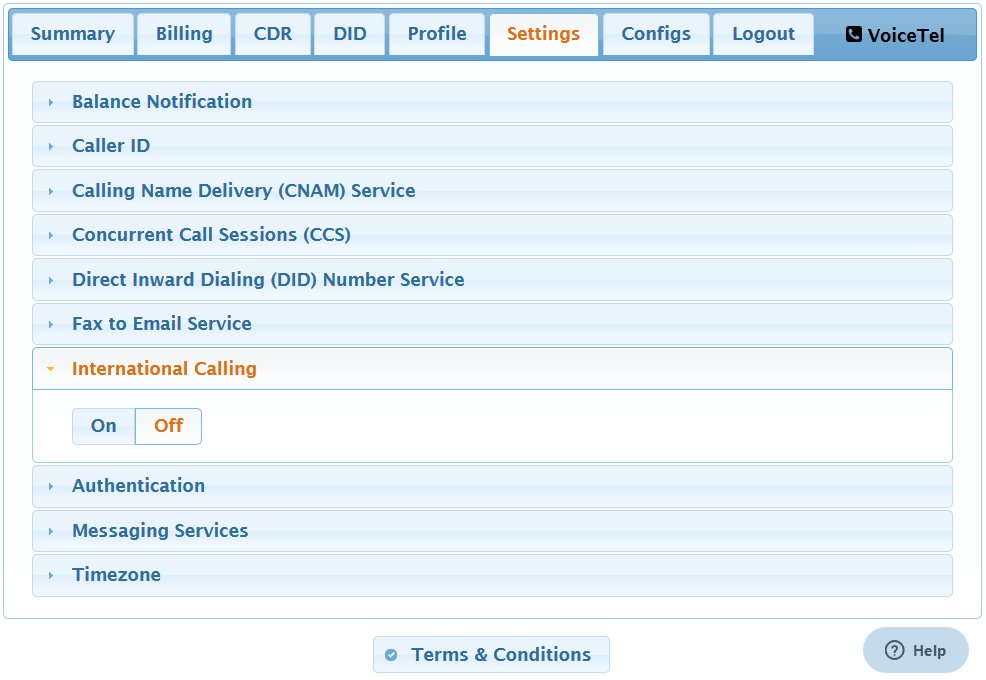 Summary Billing CDR DID Profile Settings Configs Logout VoiceTel
Balance Notification
Caller ID
Calling Name Delivery (CNAM) Service
Concurrent Call Sessions (CCS)
Direct Inward Dialing (DID) Number Service
Fax to Email Service
International Calling
On Off
Authentication
Messaging Services
Timezone
Terms & Conditions
? Help